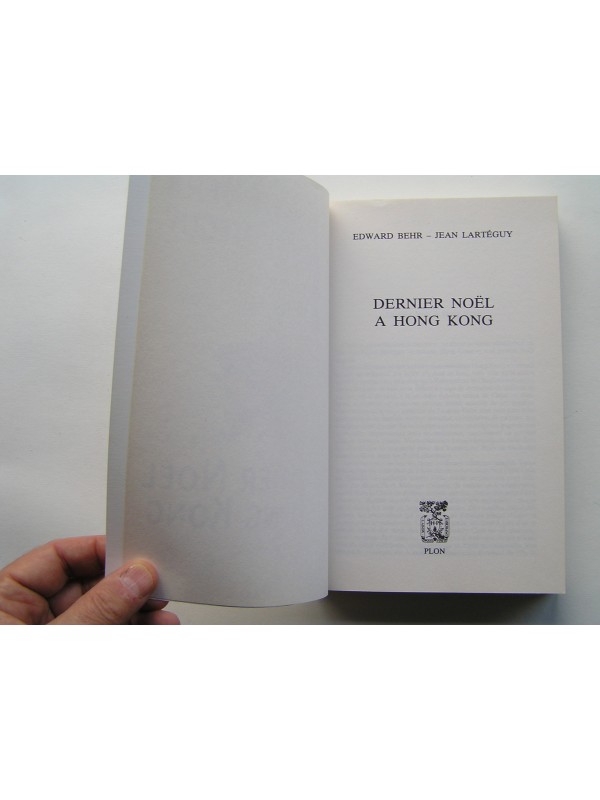 EDWARD BEHR – JEAN LARTÉGUY
DERNIER NOËL
A HONG KONG
PLON